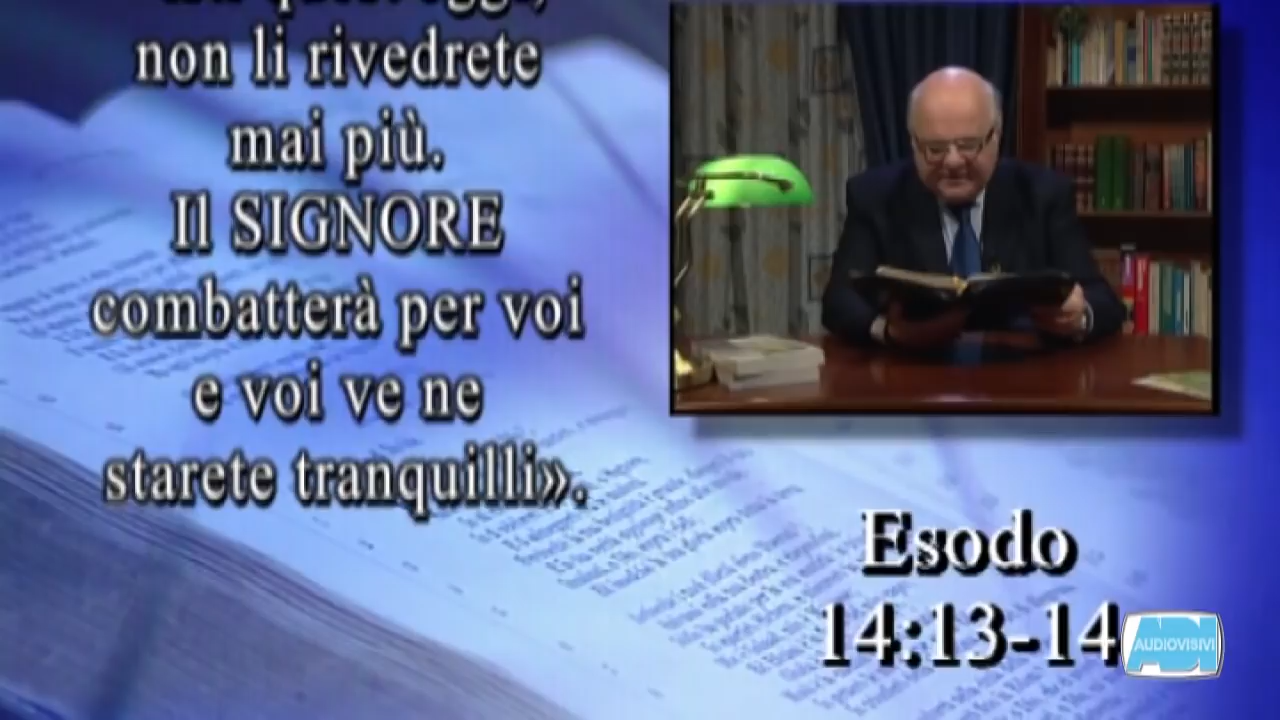 non li rivedrete
mai più.
Il SIGNORE
combatterà per voi
e voi ve ne
starete tranquilli».
Esodo
14:13-14
ADI
AUDIOVISIVI